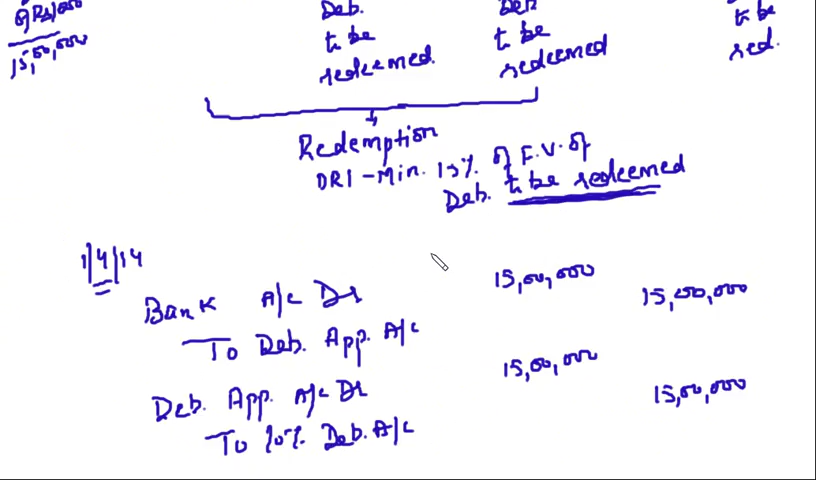 Deb.
to be to be to be
15,00,000 redeemed. redeemed red.
Redemption
DRI - Min. 15% of F.V. of
Deb. to be redeemed
1/4/14
Bank A/c Dr 15,00,000
To Deb. App. A/c 15,000,000
Deb. App. A/c Dr 15,00,000
To 10% Deb. A/c 15,00,000